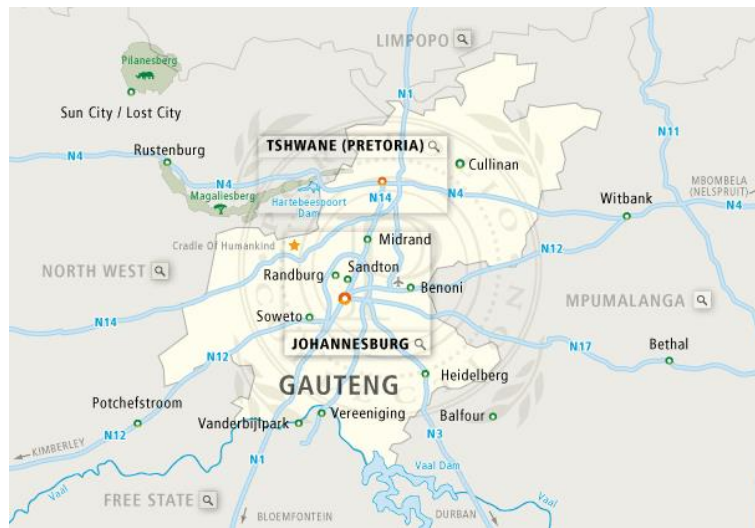 LIMPOPO
Pilanesberg
Sun City / Lost City
N1
N11
Rustenburg
TSHWANE (PRETORIA)
Cullinan
N4
N4
Magaliesberg
Hartebeespoort
Dam
N14
N4
Witbank
MBOMBELA
(NELSPRUIT)
N4
Cradle Of Humankind
Midrand
N12
NORTH WEST
Randburg
Sandton
Benoni
MPUMALANGA
N14
Soweto
N12
JOHANNESBURG
N17
Bethal
GAUTENG
Heidelberg
Potchefstroom
Vanderbijlpark
Vereeniging
Balfour
N12
KIMBERLEY
N1
N3
Vaal Dam
Vaal
FREE STATE
Vaal
BLOEMFONTEIN
DURBAN